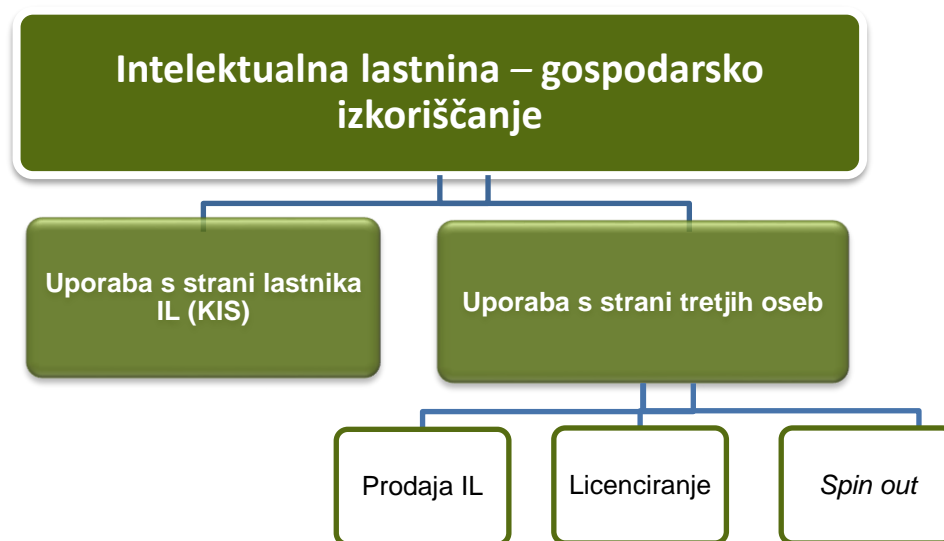 Intelektualna lastnina – gospodarsko
izkoriščanje
Uporaba s strani lastnika
IL (KIS)
Uporaba s strani tretjih oseb
Prodaja IL
Licenciranje
Spin out